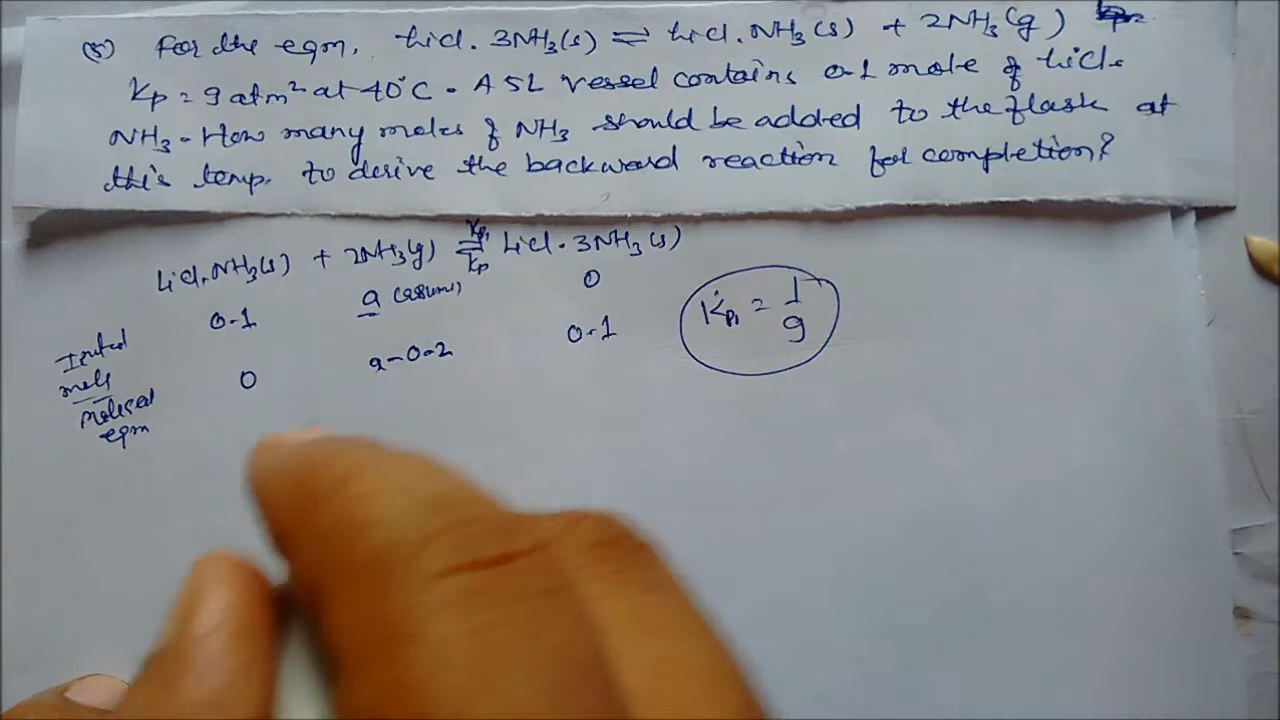 (5) For the eqm, Licl. 3NH3(s) ⇌ Licl. NH3(s) + 2NH3(g)
Kp = 9 atm² at 40°C - A 5L vessel contains 0.1 mole of Licl.
NH3. How many moles of NH3 should be added to the flask at
this temp. to derive the backward reaction for completion?
Licl.NH3(s) + 2NH3(g) ⇌ Licl. 3NH3(s)
Kp1
Kp
Initial 0.1 a (assume) 0
mole
Moles at 0 a-0.2 0.1
eqm
Kp1 = 1/9